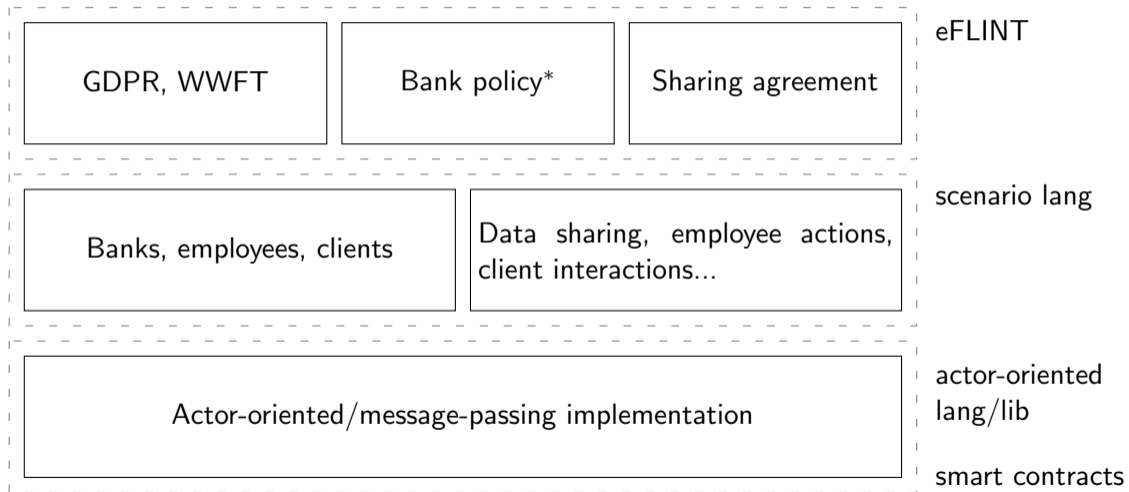 eFLINT
GDPR, WWFT
Bank policy*
Sharing agreement
scenario lang
Banks, employees, clients
Data sharing, employee actions,
client interactions...
actor-oriented
lang/lib
Actor-oriented/message-passing implementation
smart contracts